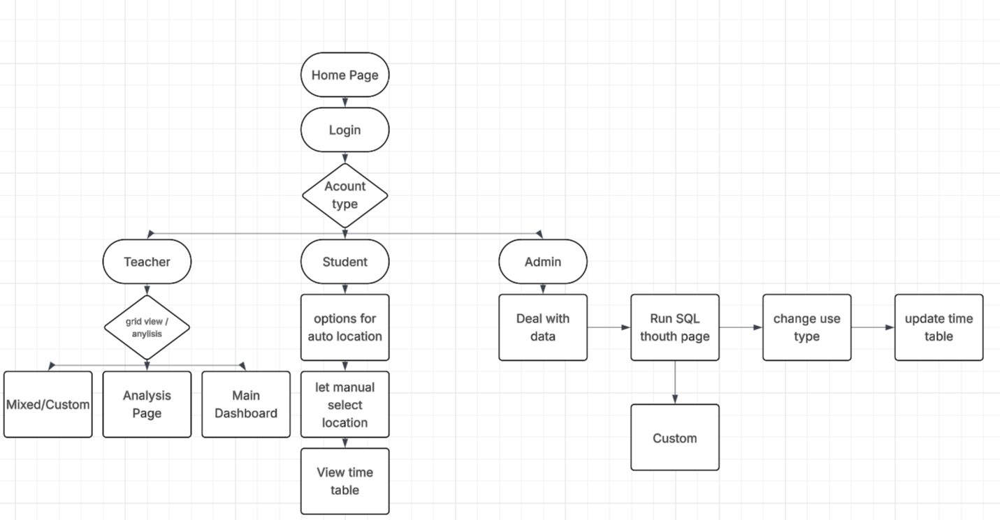 Home Page
Login
Acount
type
Teacher
Student
Admin
grid view /
anylisis
options for
auto location
Deal with
data
Run SQL
thouth page
change use
type
update time
table
Mixed/Custom
Analysis
Page
Main
Dashboard
let manual
select
location
Custom
View time
table